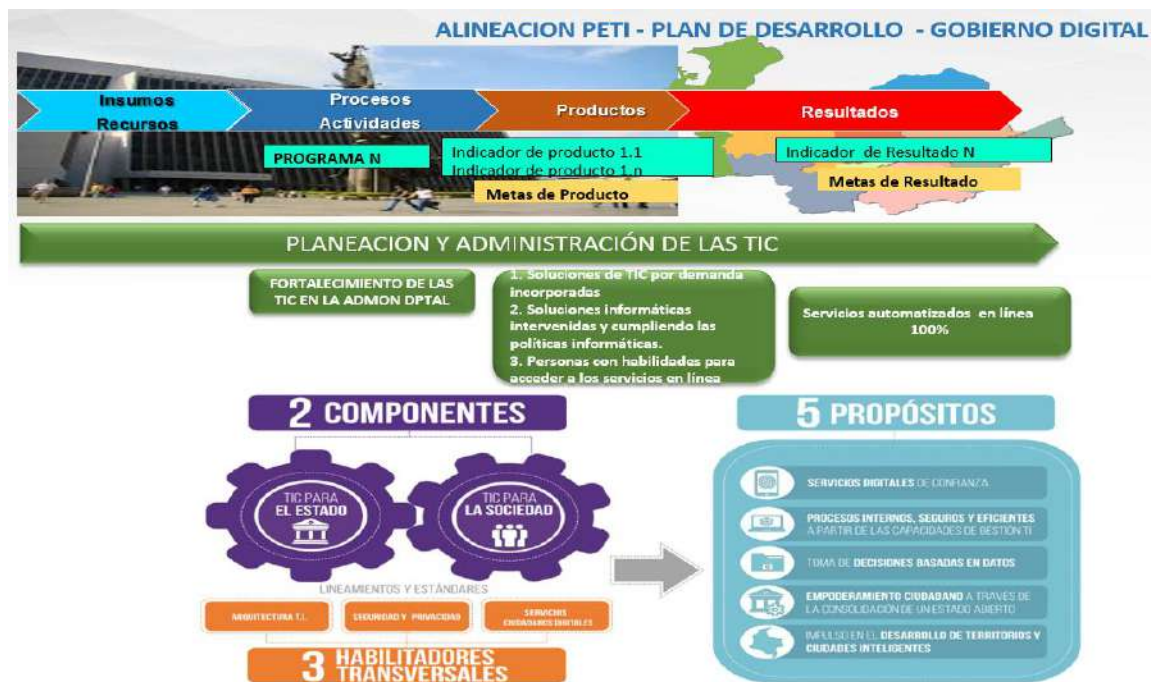 ALINEACION PETI - PLAN DE DESARROLLO - GOBIERNO DIGITAL
Insumos
Recursos
Procesos
Actividades
Productos
Resultados
PROGRAMA N
Indicador de producto 1.1
Indicador de producto 1.n
Metas de Producto
Indicador de Resultado N
Metas de Resultado
PLANEACION Y ADMINISTRACIÓN DE LAS TIC
FORTALECIMIENTO DE LAS
TIC EN LA ADMON DPTAL
1. Soluciones de TIC por demanda
incorporadas
2. Soluciones informáticas
intervenidas y cumpliendo las
políticas informáticas.
3. Personas con habilidades para
acceder a los servicios en línea
Servicios automatizados en línea
100%
2 COMPONENTES
TIC PARA
EL ESTADO
TIC PARA
LA SOCIEDAD
LINEAMIENTOS Y ESTÁNDARES
ARQUITECTURA T.I.
SEGURIDAD Y PRIVACIDAD
SERVICIOS
CIUDADANOS DIGITALES
3 HABILITADORES
TRANSVERSALES
5 PROPÓSITOS
SERVICIOS DIGITALES DE CONFIANZA
PROCESOS INTERNOS, SEGUROS Y EFICIENTES
A PARTIR DE LAS CAPACIDADES DE GESTION TI
TOMA DE DECISIONES BASADAS EN DATOS
EMPODERAMIENTO CIUDADANO A TRAVÉS DE
LA CONSOLIDACIÓN DE UN ESTADO ABIERTO
IMPULSO EN EL DESARROLLO DE TERRITORIOS Y
CIUDADES INTELIGENTES